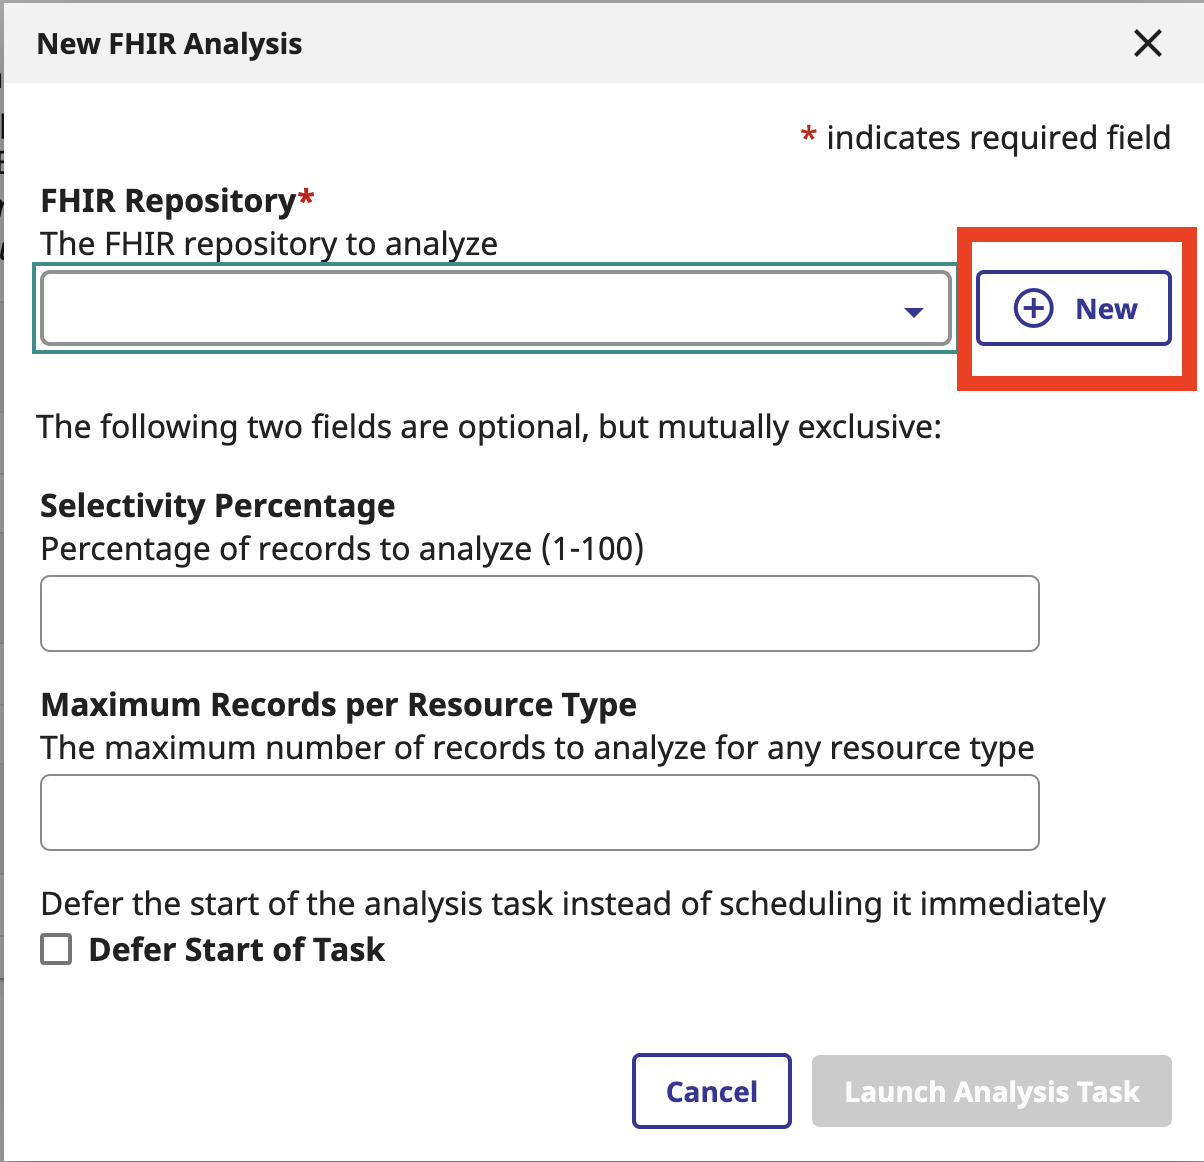 New FHIR Analysis
* indicates required field
FHIR Repository*
The FHIR repository to analyze
New
The following two fields are optional, but mutually exclusive:
Selectivity Percentage
Percentage of records to analyze (1-100)
Maximum Records per Resource Type
The maximum number of records to analyze for any resource type
Defer the start of the analysis task instead of scheduling it immediately
Defer Start of Task
Cancel
Launch Analysis Task